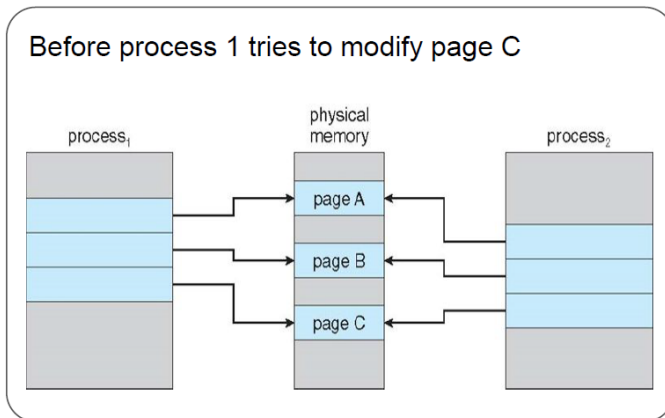 Before process 1 tries to modify page C
physical
memory
process₁
process₂
page A
page B
page C